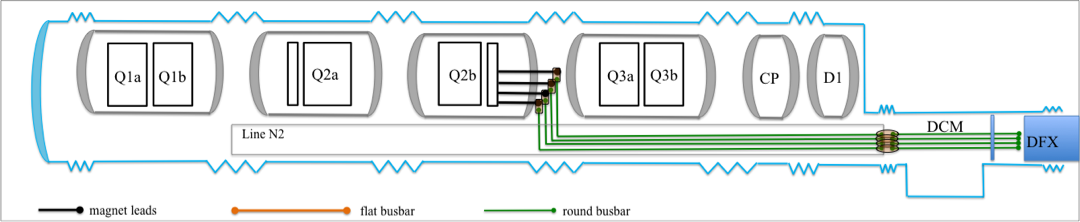 Q1a Q1b Q2a Q2b Q3a Q3b CP D1
Line N2
DCM
DFX
magnet leads flat busbar round busbar